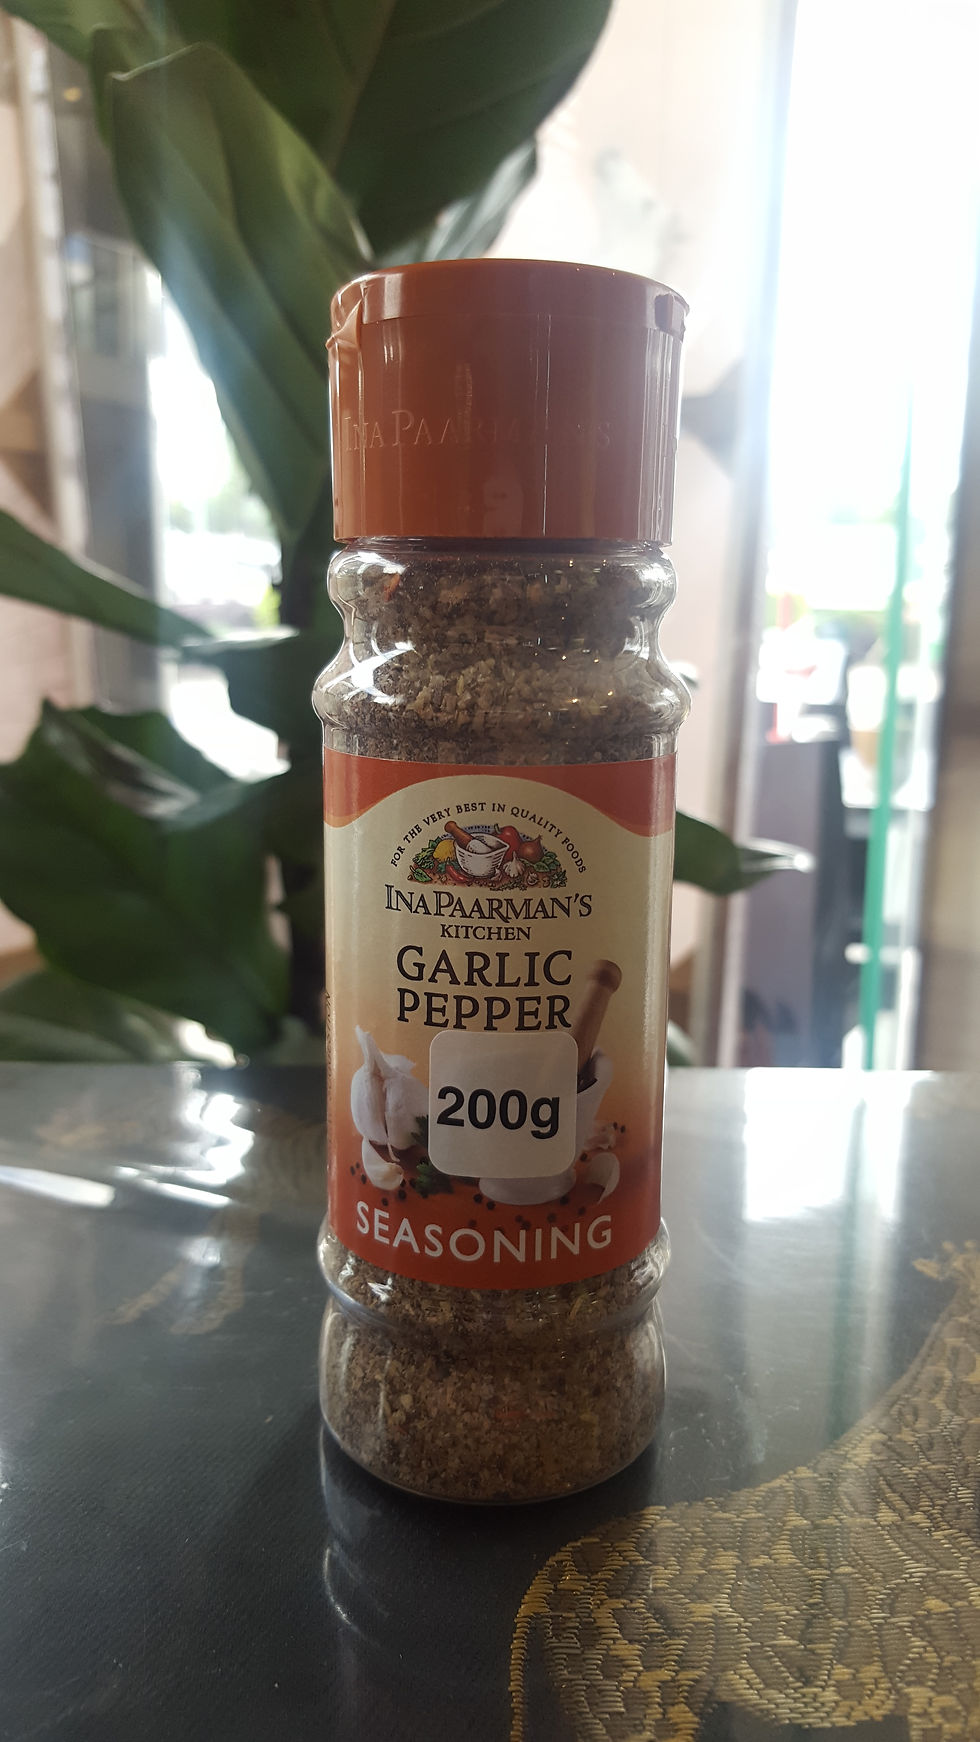 INA PAARMAN'S
FOR THE VERY BEST IN QUALITY FOODS
INA PAARMAN'S
KITCHEN
GARLIC
PEPPER
200g
SEASONING